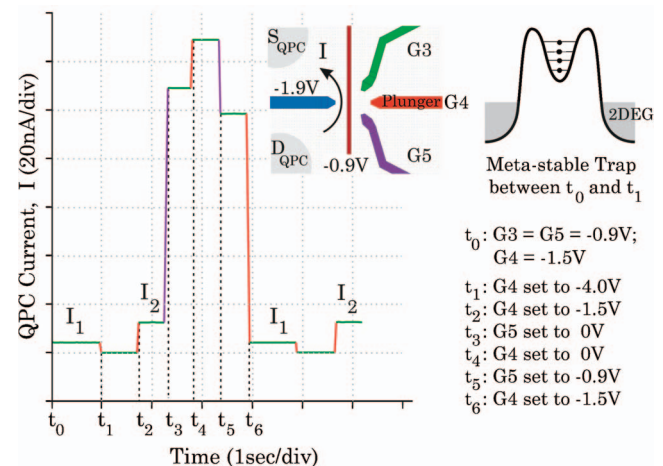 QPC Current, I (20nA/div)
I1
I2
I1
I2
t0 t1 t2 t3 t4 t5 t6
Time (1sec/div)
SQPC
I
G3
-1.9V
Plunger G4
DQPC
-0.9V
G5
2DEG
Meta-stable Trap
between t0 and t1
t0: G3 = G5 = -0.9V;
G4 = -1.5V
t1: G4 set to -4.0V
t2: G4 set to -1.5V
t3: G5 set to 0V
t4: G4 set to 0V
t5: G5 set to -0.9V
t6: G4 set to -1.5V